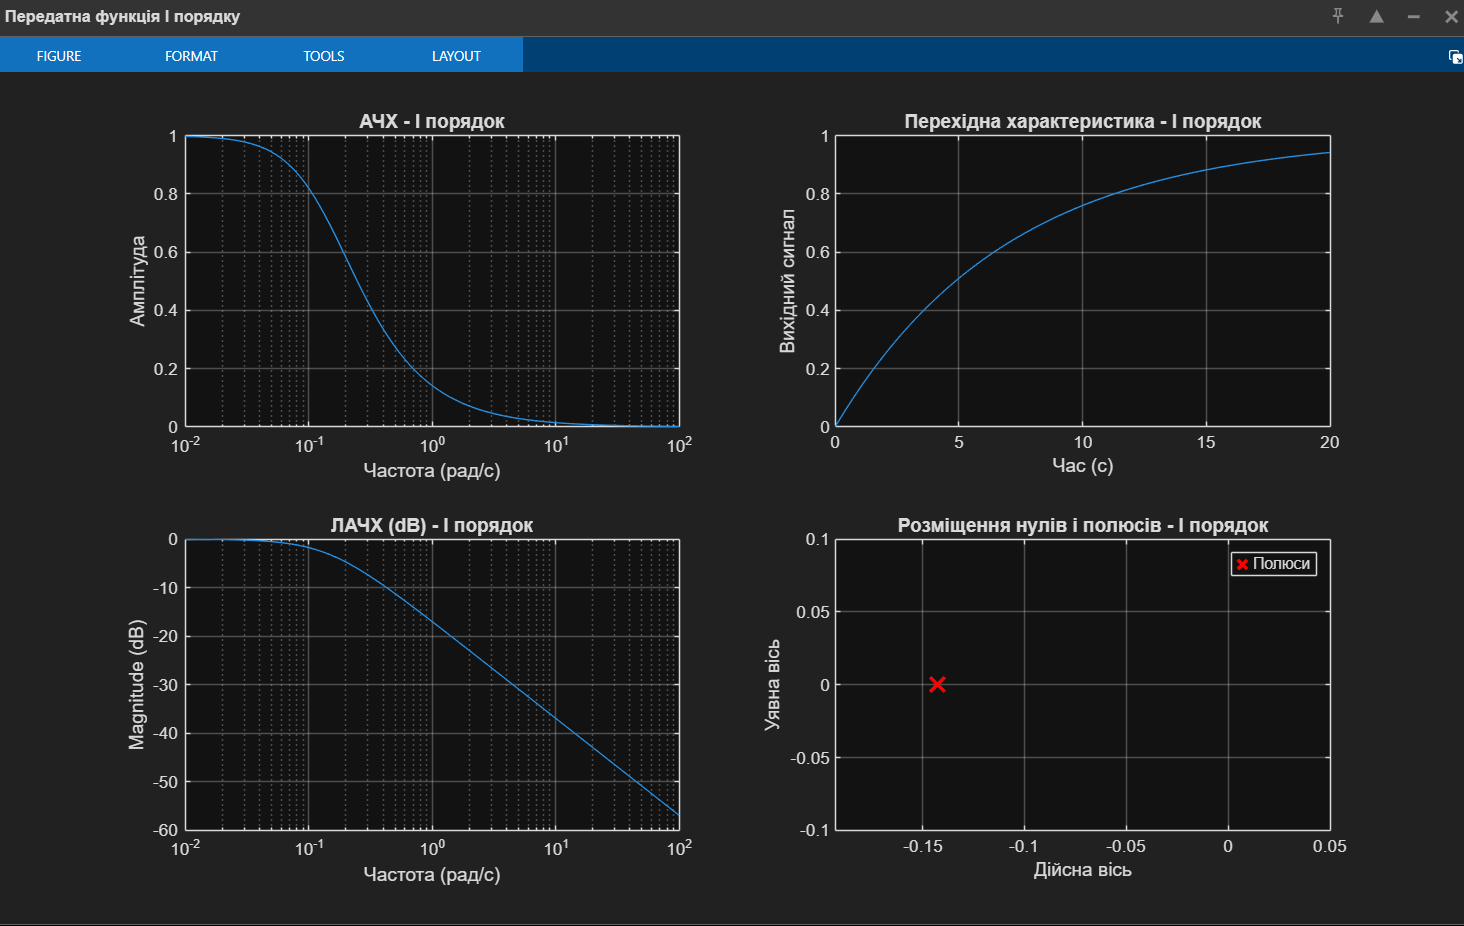 Передатна функція I порядку
FIGURE FORMAT TOOLS LAYOUT
АЧХ - I порядок
1
0.8
0.6
0.4
0.2
0
Амплітуда
10⁻² 10⁻¹ 10⁰ 10¹ 10²
Частота (рад/с)
Перехідна характеристика - I порядок
1
0.8
0.6
0.4
0.2
0
Вихідний сигнал
0 5 10 15 20
Час (с)
ЛАЧХ (dB) - I порядок
0
-10
-20
-30
-40
-50
-60
Magnitude (dB)
10⁻² 10⁻¹ 10⁰ 10¹ 10²
Частота (рад/с)
Розміщення нулів і полюсів - I порядок
0.1
0.05
0
-0.05
-0.1
Уявна вісь
Полюси
-0.15 -0.1 -0.05 0 0.05
Дійсна вісь